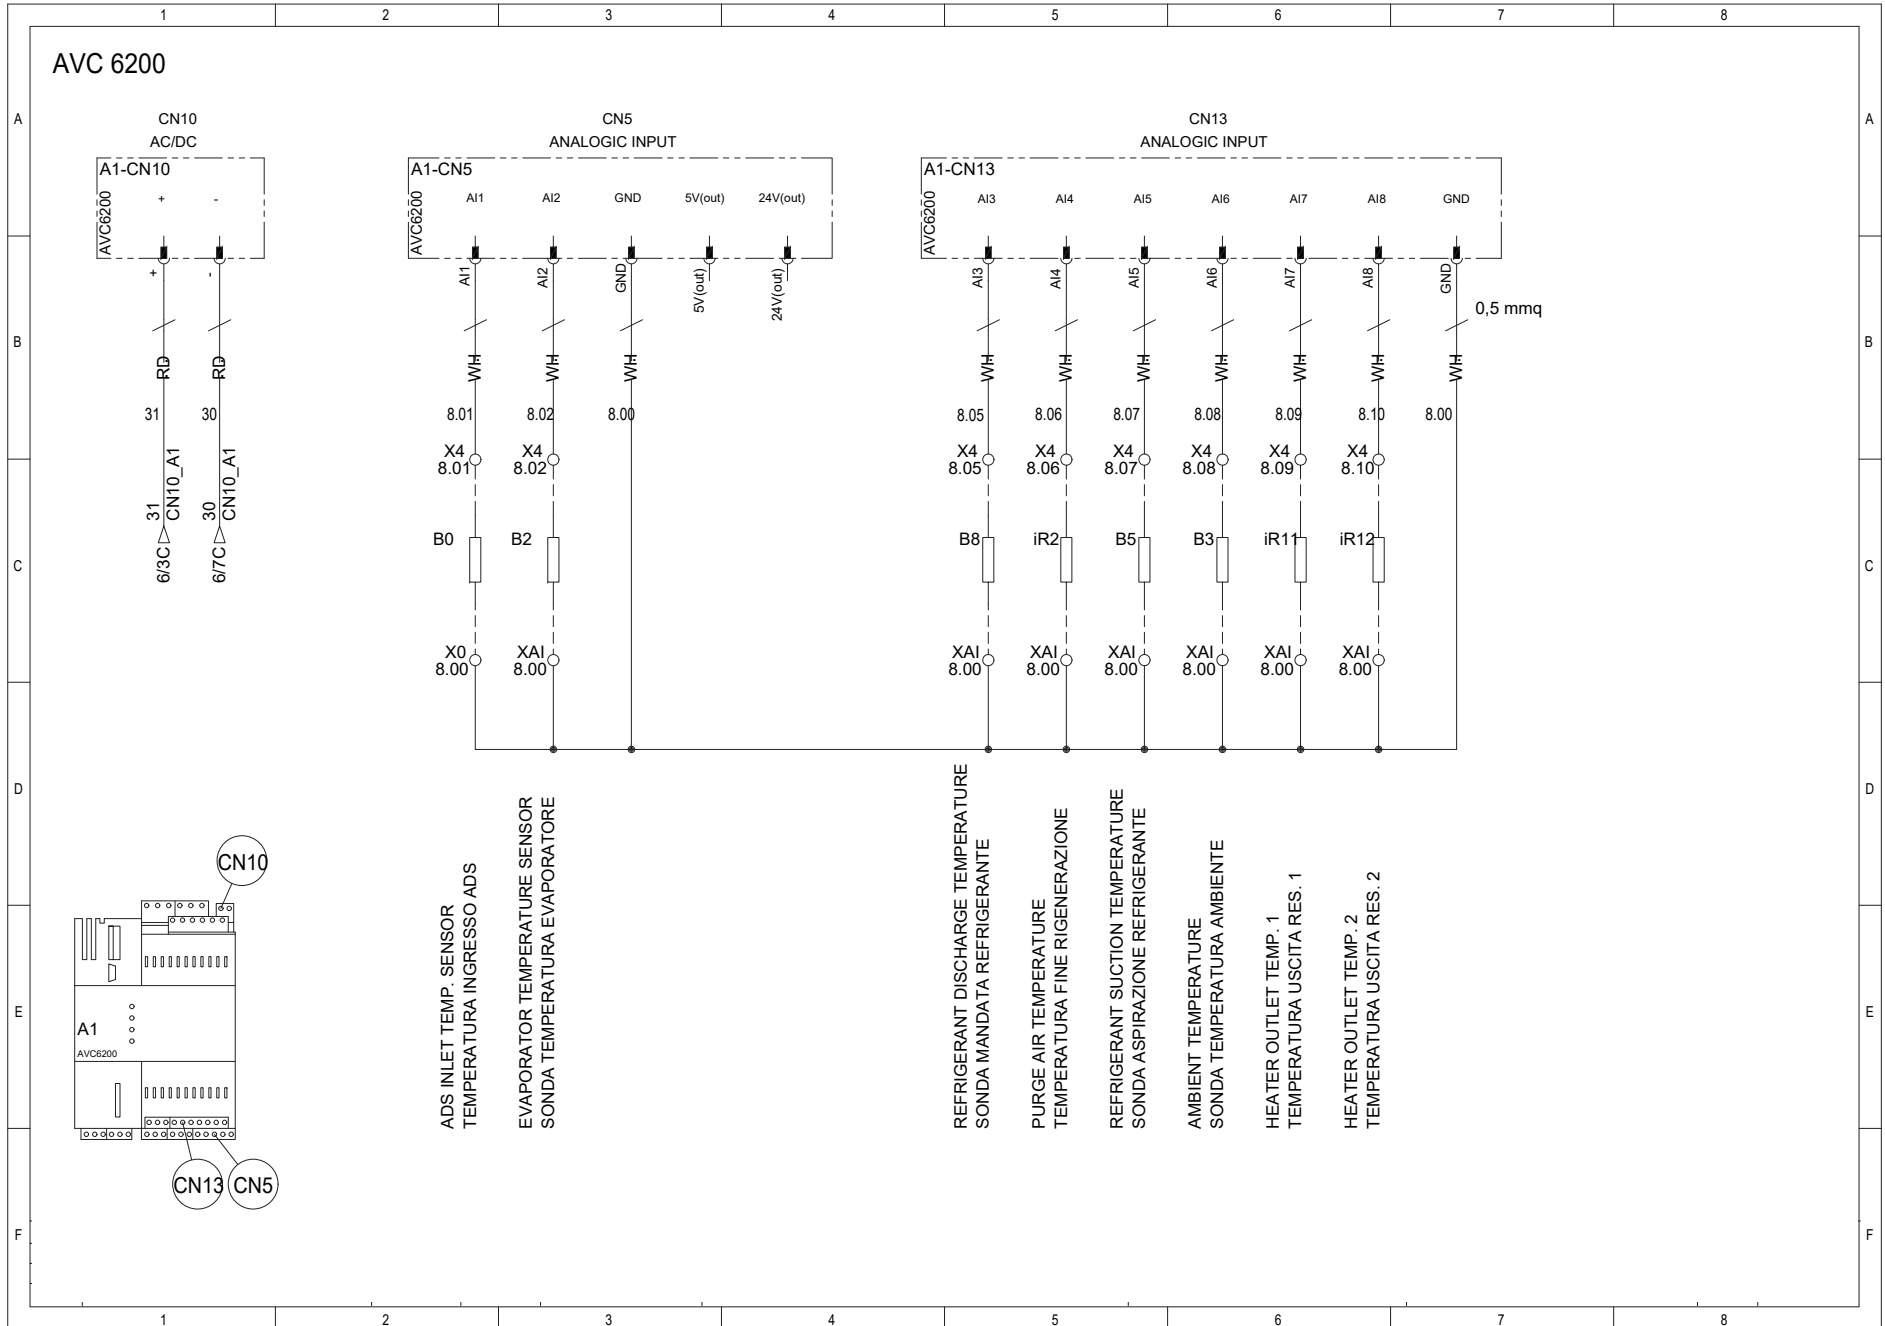 1 2 3 4 5 6 7 8
AVC 6200
A A
CN10 CN5 CN13
AC/DC ANALOGIC INPUT ANALOGIC INPUT
A1-CN10 A1-CN5 A1-CN13
AVC6200 AVC6200 AVC6200
+ - AI1 AI2 GND 5V(out) 24V(out) AI3 AI4 AI5 AI6 AI7 AI8 GND
+ - AI1 AI2 GND 5V(out) 24V(out) AI3 AI4 AI5 AI6 AI7 AI8 GND
0,5 mmq
B B
RD RD WH WH WH WH WH WH WH WH WH WH
31 30 8.01 8.02 8.00 8.05 8.06 8.07 8.08 8.09 8.10 8.00
X4 X4 X4 X4 X4 X4 X4 X4
8.01 8.02 8.05 8.06 8.07 8.08 8.09 8.10
31 CN10_A1 30 CN10_A1
6/3C 6/7C
B0 B2 B8 iR2 B5 B3 iR11 iR12
C C
X0 XAI XAI XAI XAI XAI XAI XAI
8.00 8.00 8.00 8.00 8.00 8.00 8.00 8.00
D D
ADS INLET TEMP. SENSOR
TEMPERATURA INGRESSO ADS
EVAPORATOR TEMPERATURE SENSOR
SONDA TEMPERATURA EVAPORATORE
REFRIGERANT DISCHARGE TEMPERATURE
SONDA MANDATA REFRIGERANTE
PURGE AIR TEMPERATURE
TEMPERATURA FINE RIGENERAZIONE
REFRIGERANT SUCTION TEMPERATURE
SONDA ASPIRAZIONE REFRIGERANTE
AMBIENT TEMPERATURE
SONDA TEMPERATURA AMBIENTE
HEATER OUTLET TEMP. 1
TEMPERATURA USCITA RES. 1
HEATER OUTLET TEMP. 2
TEMPERATURA USCITA RES. 2
CN10
E E
A1
AVC6200
CN13 CN5
F F
1 2 3 4 5 6 7 8